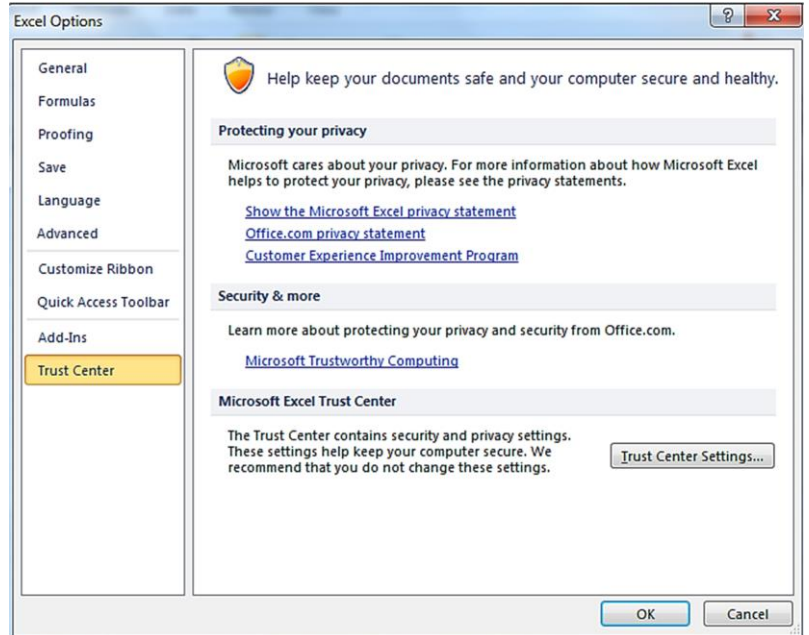 Excel Options
General
Formulas
Proofing
Save
Language
Advanced
Customize Ribbon
Quick Access Toolbar
Add-Ins
Trust Center
Help keep your documents safe and your computer secure and healthy.
Protecting your privacy
Microsoft cares about your privacy. For more information about how Microsoft Excel
helps to protect your privacy, please see the privacy statements.
Show the Microsoft Excel privacy statement
Office.com privacy statement
Customer Experience Improvement Program
Security & more
Learn more about protecting your privacy and security from Office.com.
Microsoft Trustworthy Computing
Microsoft Excel Trust Center
The Trust Center contains security and privacy settings.
These settings help keep your computer secure. We
recommend that you do not change these settings.
Trust Center Settings...
OK
Cancel